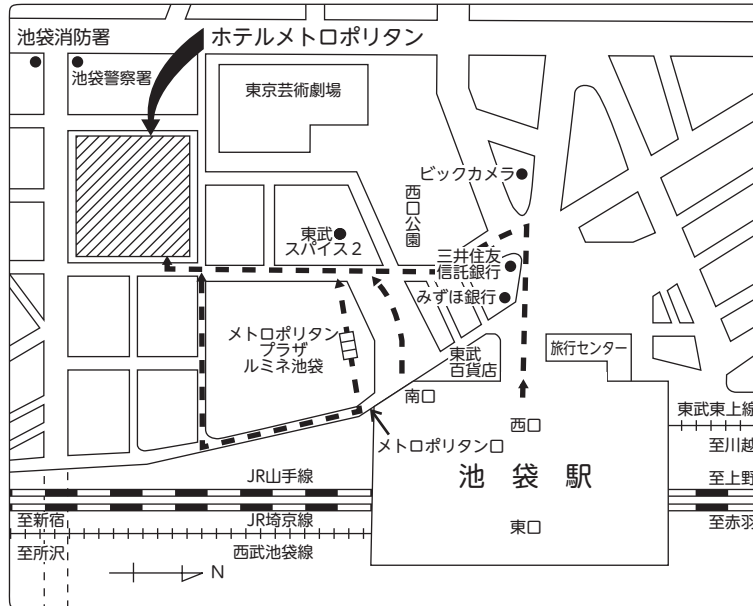 池袋消防署
ホテルメトロポリタン
池袋警察署
東京芸術劇場
ビックカメラ
西口公園
東武
スパイス2
三井住友
信託銀行
みずほ銀行
メトロポリタン
プラザ
ルミネ池袋
東武
百貨店
旅行センター
南口
西口
東武東上線
メトロポリタン口
至川越
JR山手線
池袋駅
至上野
至新宿
JR埼京線
東口
至赤羽
至所沢
西武池袋線
N